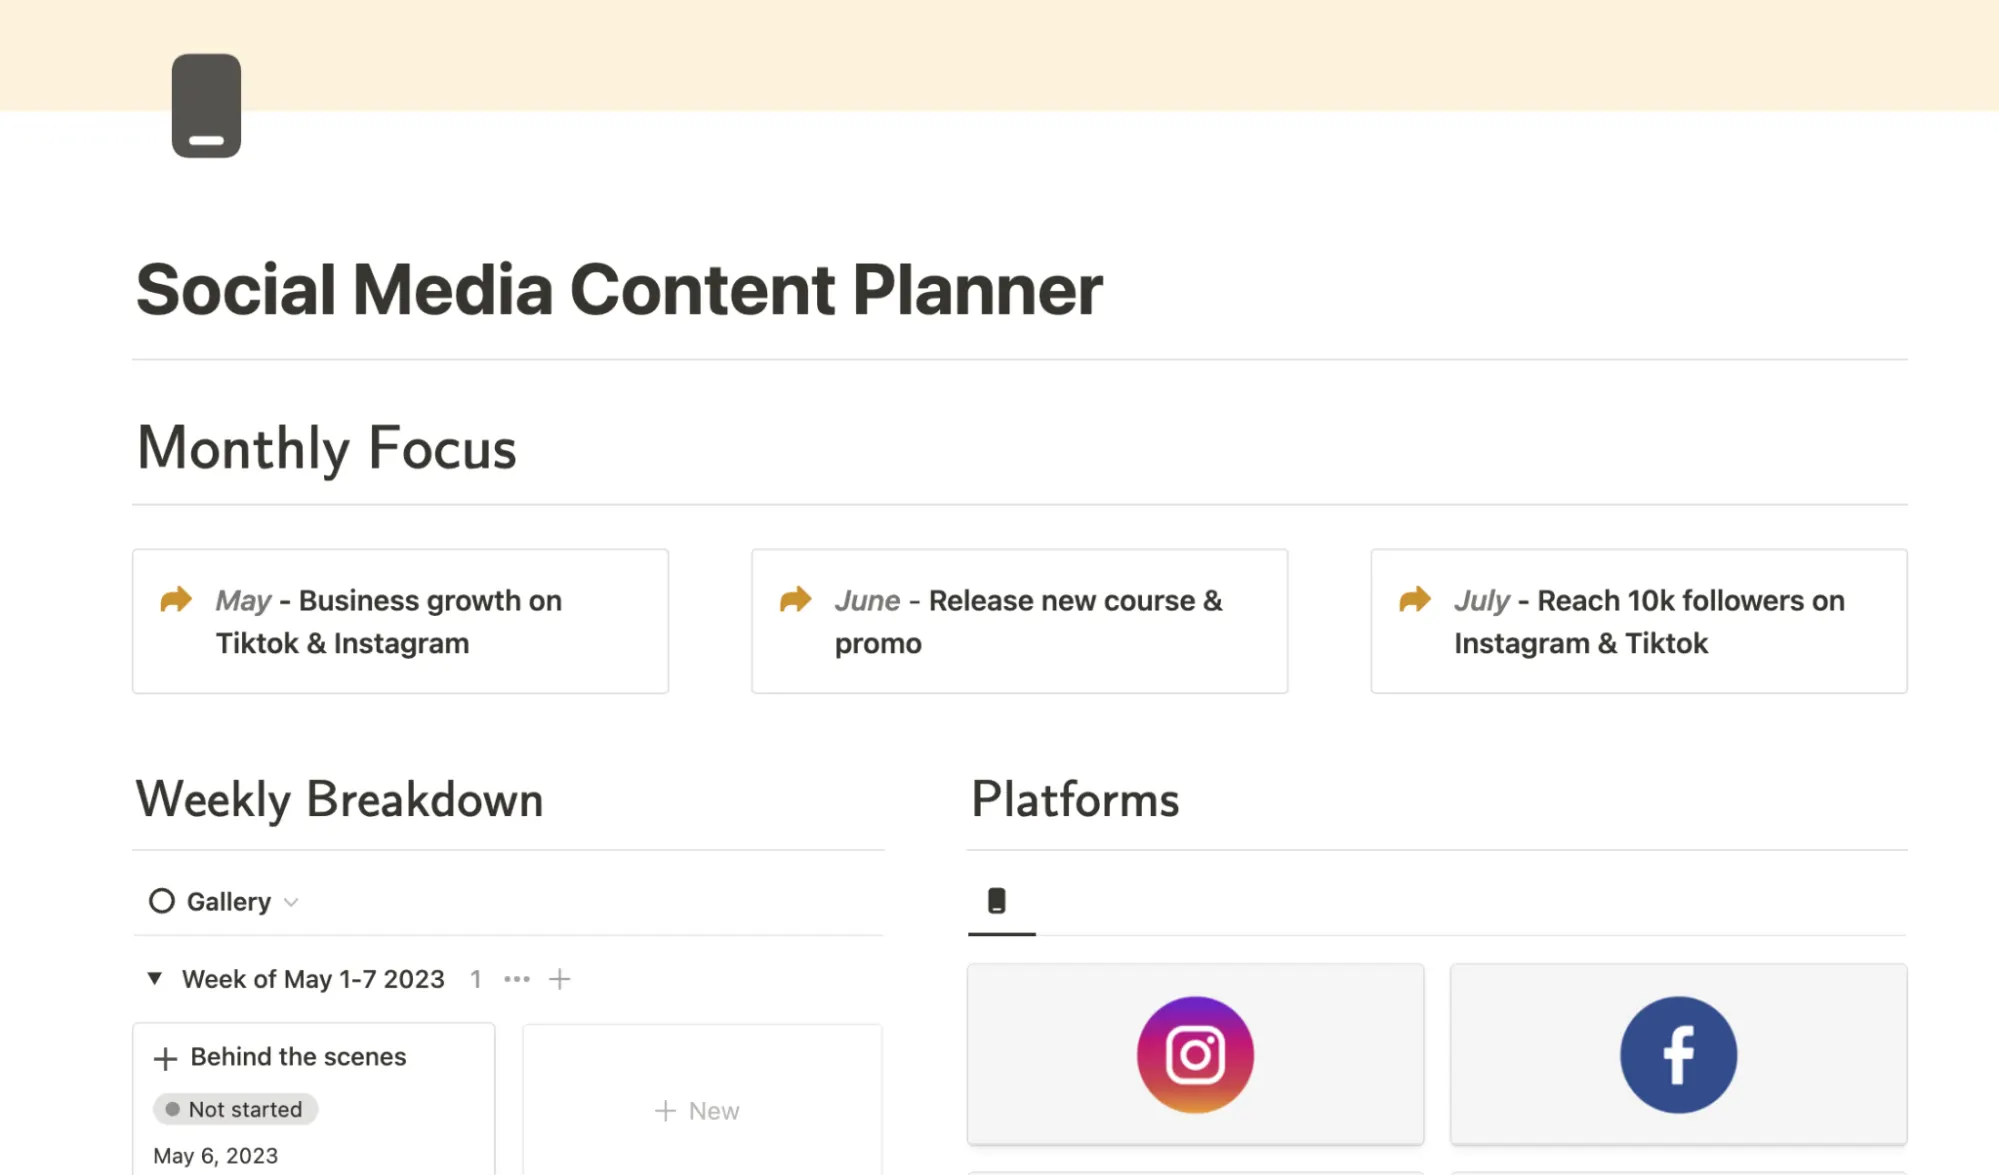 Social Media Content Planner
Monthly Focus
May - Business growth on
Tiktok & Instagram
June - Release new course &
promo
July - Reach 10k followers on
Instagram & Tiktok
Weekly Breakdown
Gallery
Week of May 1-7 2023 1 ··· +
+ Behind the scenes
Not started
May 6, 2023
+ New
Platforms